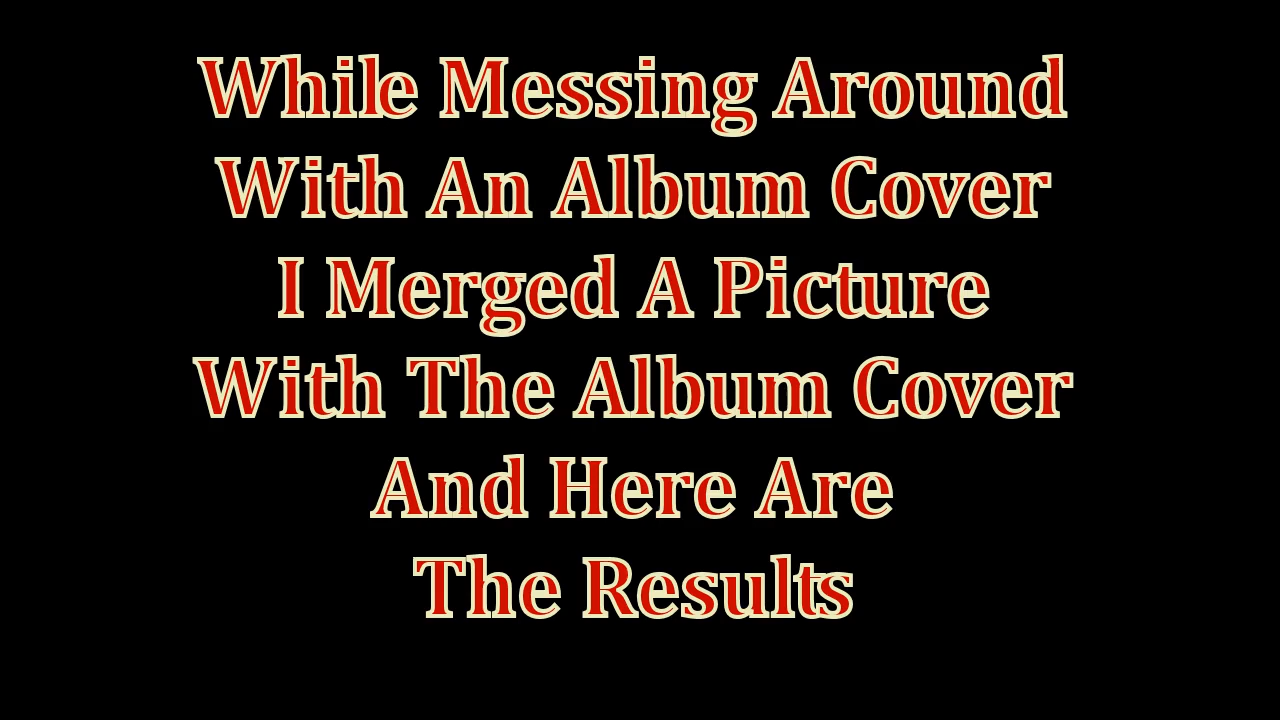 While Messing Around
With An Album Cover
I Merged A Picture
With The Album Cover
And Here Are
The Results